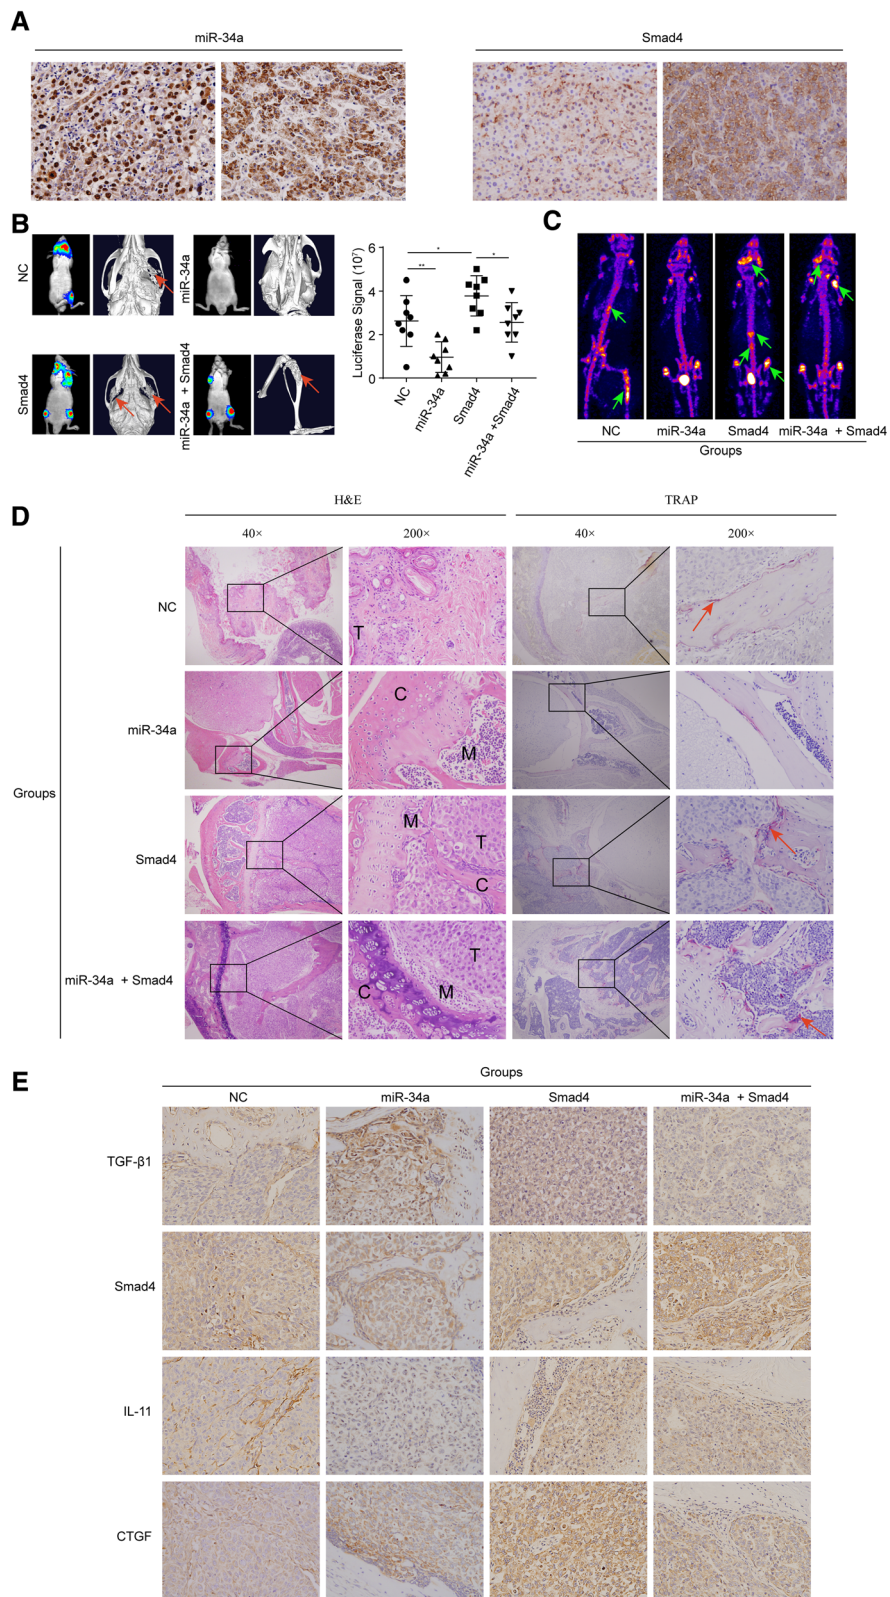 A
miR-34a
Smad4
B
NC
miR-34a
Smad4
miR-34a + Smad4
Luciferase Signal (10⁷)
6
4
2
0
*
**
*
NC
miR-34a
Smad4
miR-34a +Smad4
C
NC
miR-34a
Smad4
miR-34a + Smad4
Groups
D
H&E
TRAP
40×
200×
40×
200×
Groups
NC
T
miR-34a
C
M
Smad4
M
T
C
miR-34a + Smad4
T
C
M
E
Groups
NC
miR-34a
Smad4
miR-34a + Smad4
TGF-β1
Smad4
IL-11
CTGF